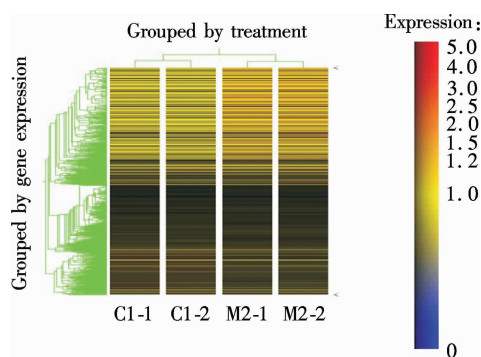 Grouped by treatment
Expression:
Grouped by gene expression
5.0
4.0
3.0
2.5
2.0
1.5
1.2
1.0
0
C1-1 C1-2 M2-1 M2-2